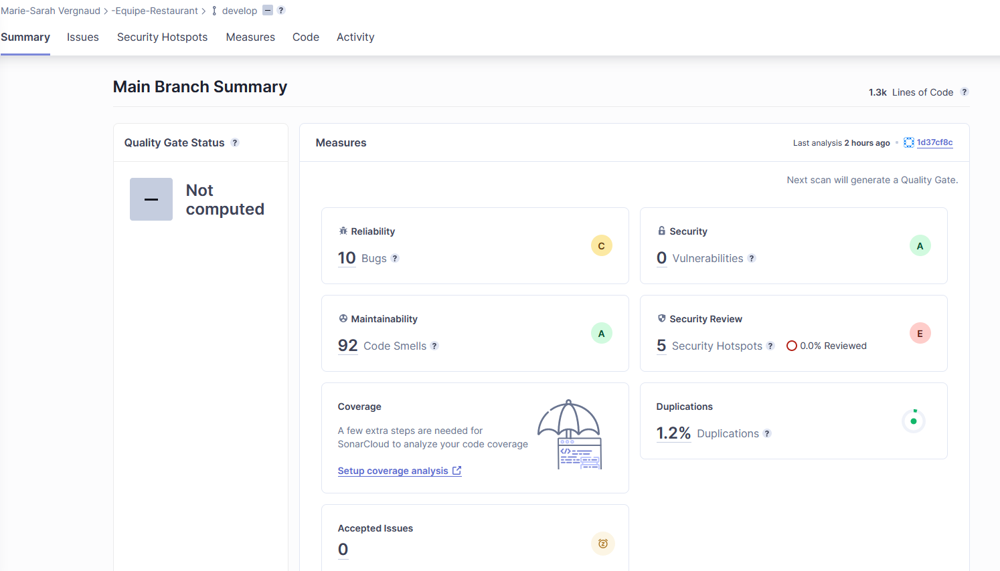 Marie-Sarah Vergnaud > -Equipe-Restaurant > develop – ?
Summary Issues Security Hotspots Measures Code Activity
Main Branch Summary
1.3k Lines of Code ?
Quality Gate Status ?
Not
computed
Measures
Last analysis 2 hours ago • 1d37cf8c
Next scan will generate a Quality Gate.
Reliability
10 Bugs ?
C
Security
0 Vulnerabilities ?
A
Maintainability
92 Code Smells ?
A
Security Review
5 Security Hotspots ? 0.0% Reviewed
E
Coverage
A few extra steps are needed for
SonarCloud to analyze your code coverage
Setup coverage analysis
</>
Duplications
1.2% Duplications ?
Accepted Issues
0